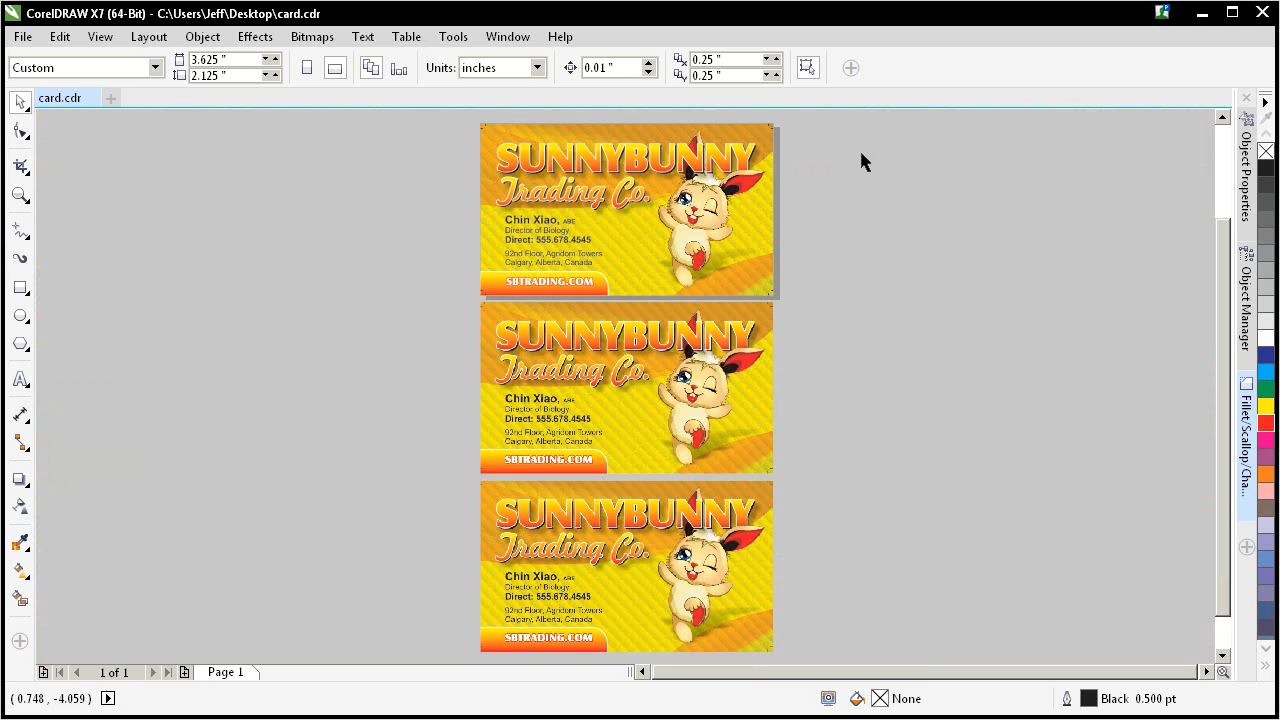 CorelDRAW X7 (64-Bit) - C:\Users\Jeff\Desktop\card.cdr
File Edit View Layout Object Effects Bitmaps Text Table Tools Window Help
Custom 3.625 " Units: inches 0.01 " 0.25 "
2.125 " 0.25 "
card.cdr
SUNNYBUNNY
Trading Co.
Chin Xiao, ABE
Director of Biology
Direct: 555.678.4545
92nd Floor, Agridom Towers
Calgary, Alberta, Canada
SBTRADING.COM
SUNNYBUNNY
Trading Co.
Chin Xiao, ABE
Director of Biology
Direct: 555.678.4545
92nd Floor, Agridom Towers
Calgary, Alberta, Canada
SBTRADING.COM
SUNNYBUNNY
Trading Co.
Chin Xiao, ABE
Director of Biology
Direct: 555.678.4545
92nd Floor, Agridom Towers
Calgary, Alberta, Canada
SBTRADING.COM
Object Properties
Object Manager
Fillet/Scallop/Cha...
1 of 1 Page 1
( 0.748 , -4.059 ) None Black 0.500 pt